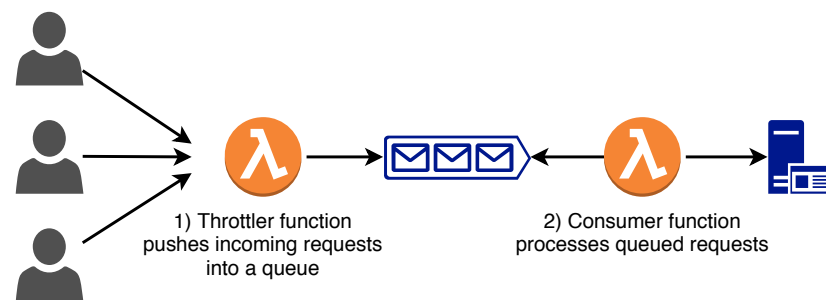 1) Throttler function
pushes incoming requests
into a queue
2) Consumer function
processes queued requests